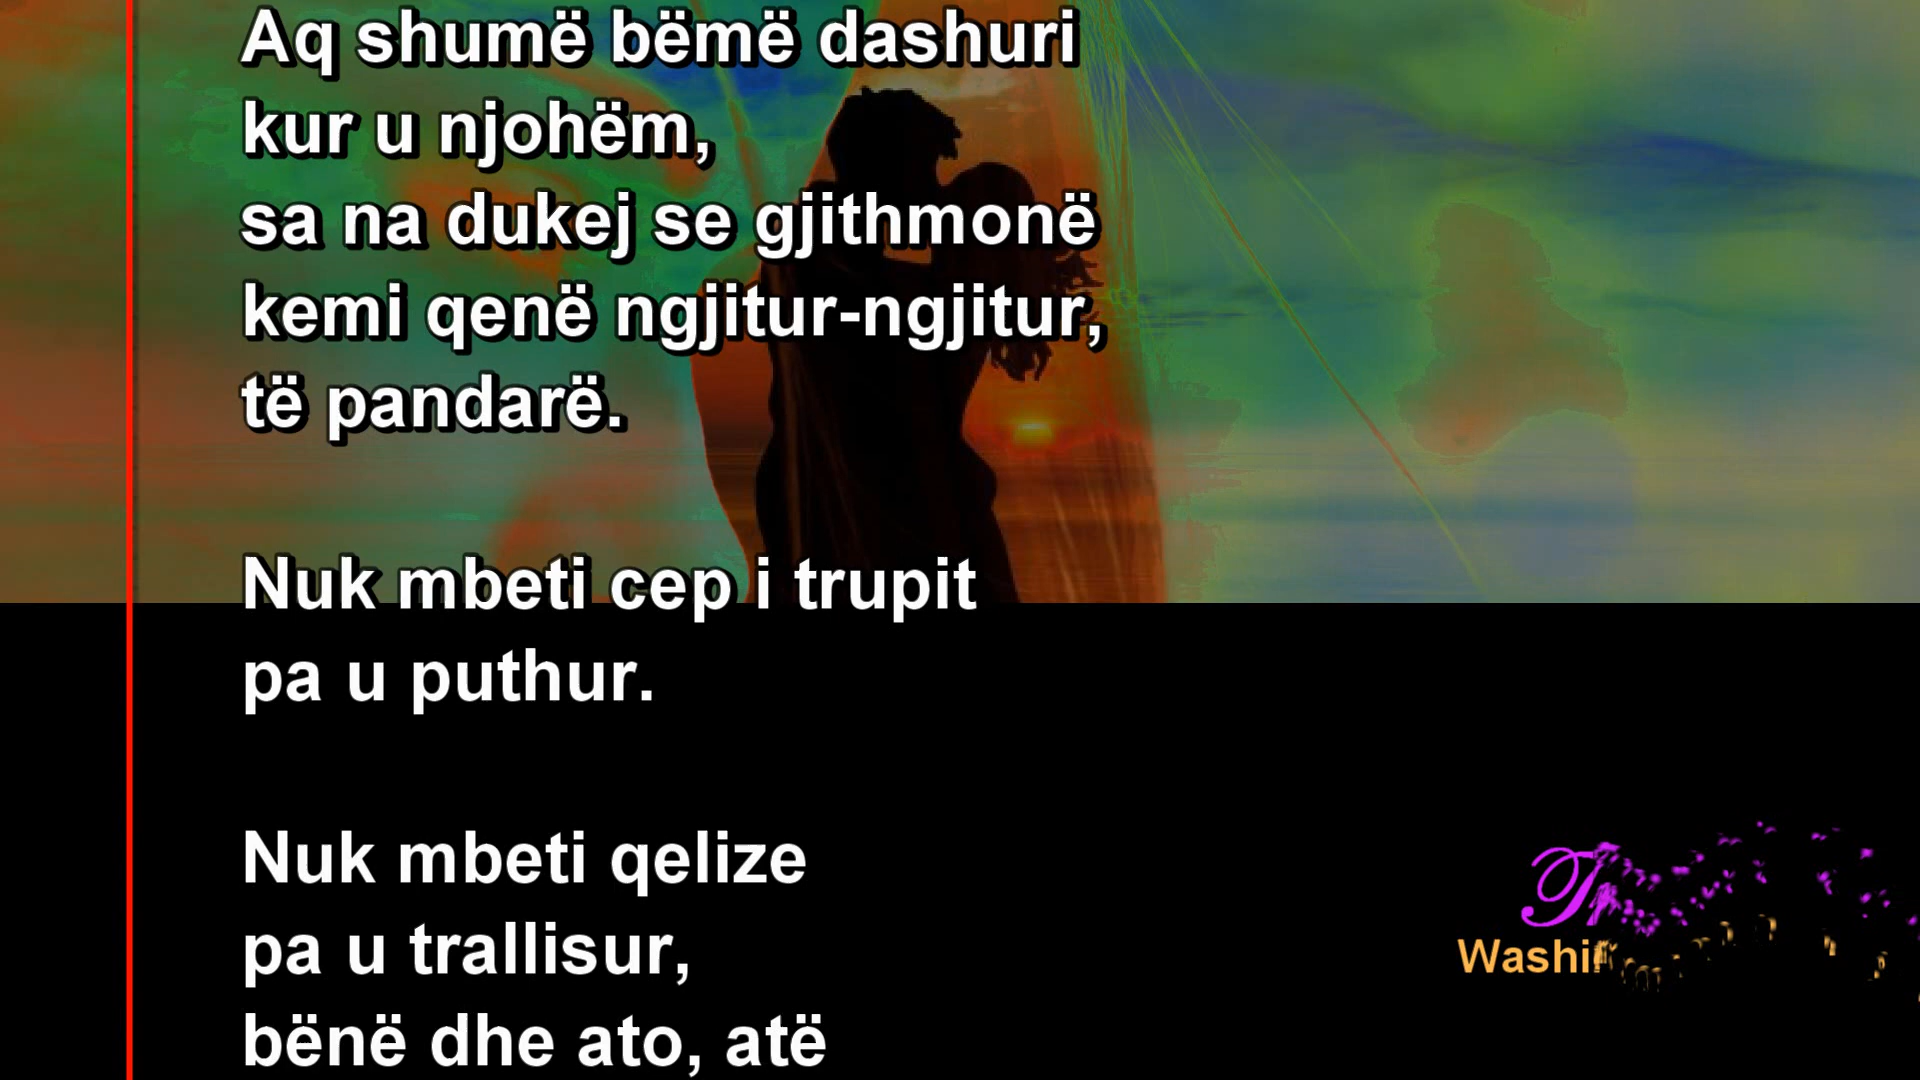 Aq shumë bëmë dashuri
kur u njohëm,
sa na dukej se gjithmonë
kemi qenë ngjitur-ngjitur,
të pandarë.
Nuk mbeti cep i trupit
pa u puthur.
Nuk mbeti qelize
pa u trallisur,
bënë dhe ato, atë